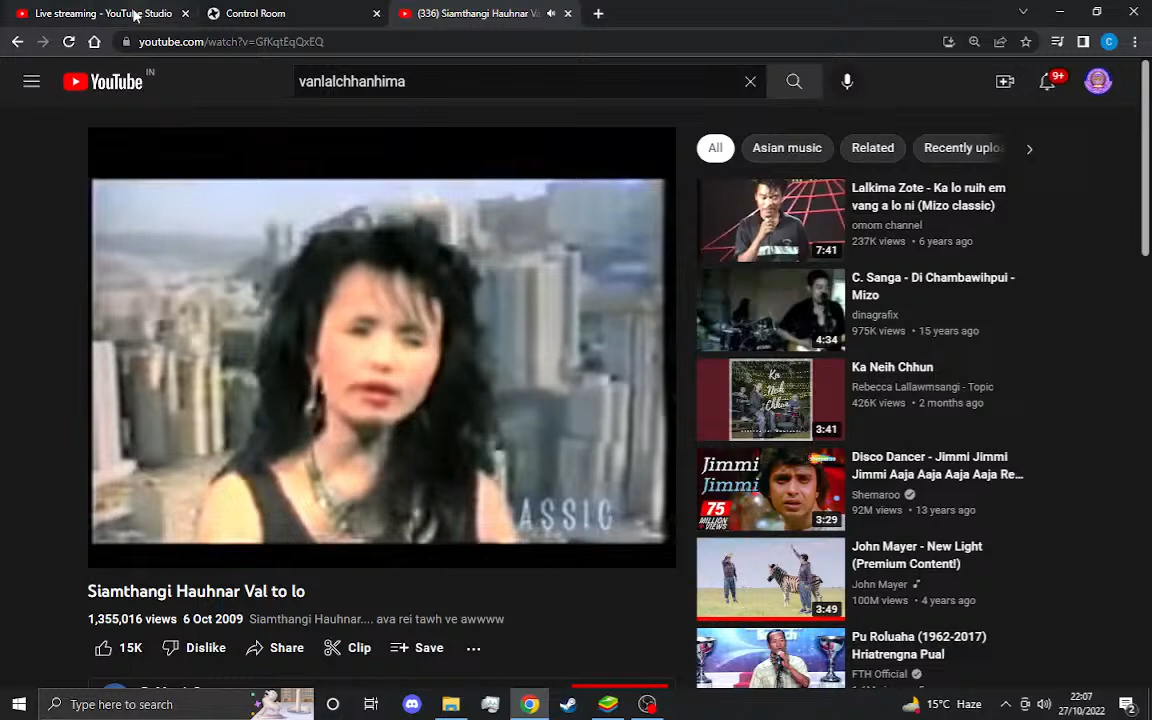 Live streaming - YouTube Studio
Control Room
(336) Siamthangi Hauhnar Va
youtube.com/watch?v=GfKqtEqQxEQ
YouTube IN
vanlalchhanhima
9+
All
Asian music
Related
Recently uplo
ASSIC
7:41
Lalkima Zote - Ka lo ruih em
vang a lo ni (Mizo classic)
omom channel
237K views • 6 years ago
4:34
C. Sanga - Di Chambawihpui -
Mizo
dinagrafix
975K views • 15 years ago
Ka
Neih
Chhun
3:41
Ka Neih Chhun
Rebecca Lallawmsangi - Topic
426K views • 2 months ago
Jimmi
Jimmi
75
MILLION
VIEWS
3:29
Disco Dancer - Jimmi Jimmi
Jimmi Aaja Aaja Aaja Aaja Re...
Shemaroo
92M views • 13 years ago
3:49
John Mayer - New Light
(Premium Content!)
John Mayer
100M views • 4 years ago
Pu Roluaha (1962-2017)
Hriatrengna Pual
FTH Official
Siamthangi Hauhnar Val to lo
1,355,016 views 6 Oct 2009 Siamthangi Hauhnar.... ava rei tawh ve awwww
15K
Dislike
Share
Clip
Save
Type here to search
15°C Haze
22:07
27/10/2022
2